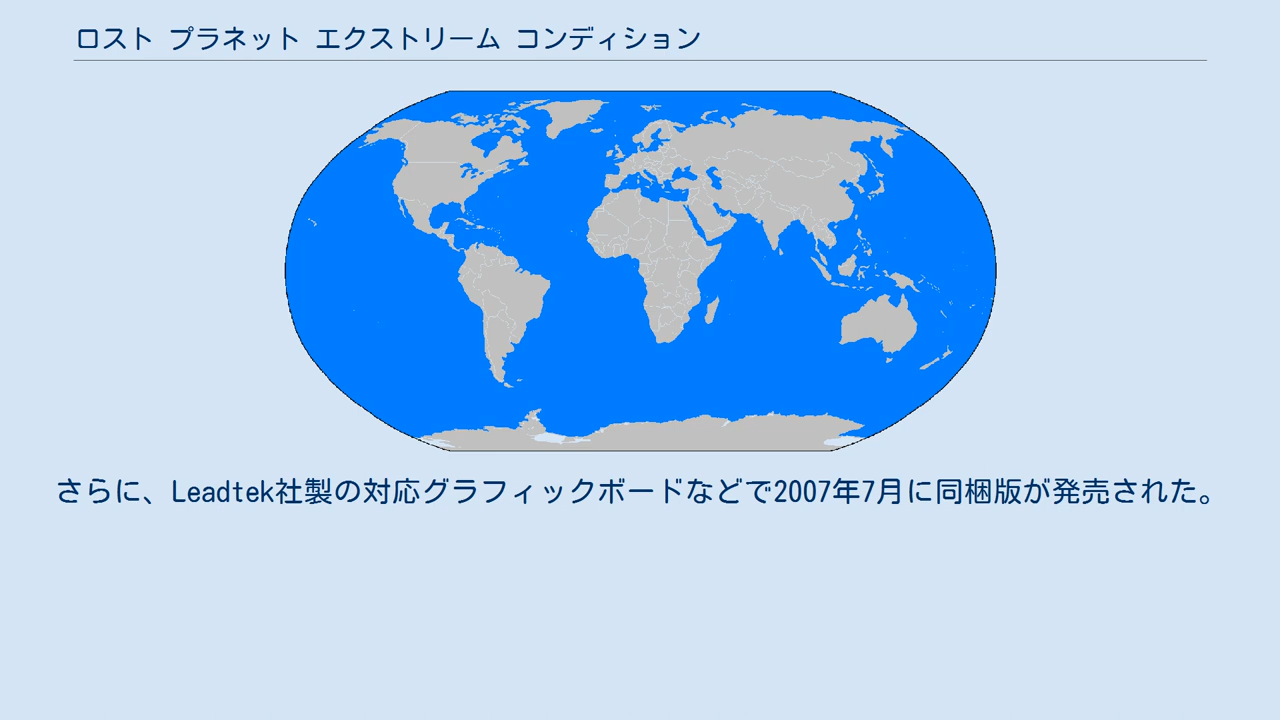 ロスト プラネット エクストリーム コンディション
さらに、Leadtek社製の対応グラフィックボードなどで2007年7月に同梱版が発売された。